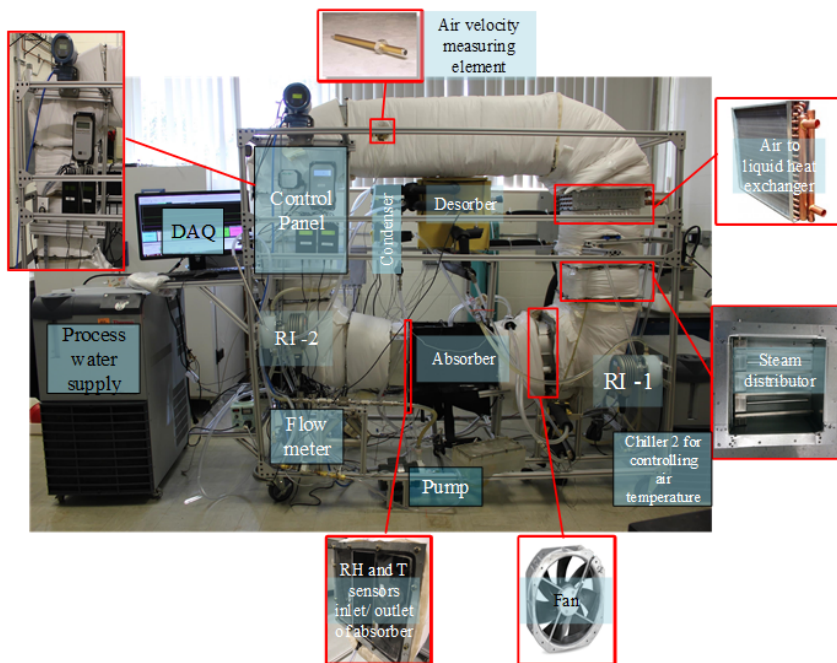 Air velocity
measuring
element
Air to
liquid heat
exchanger
Control
Panel
Condenser
Desorber
DAQ
Process
water
supply
RI -2
Absorber
RI -1
Steam
distributor
Flow
meter
Pump
Chiller 2 for
controlling
air
temperature
RH and T
sensors
inlet/ outlet
of absorber
Fan